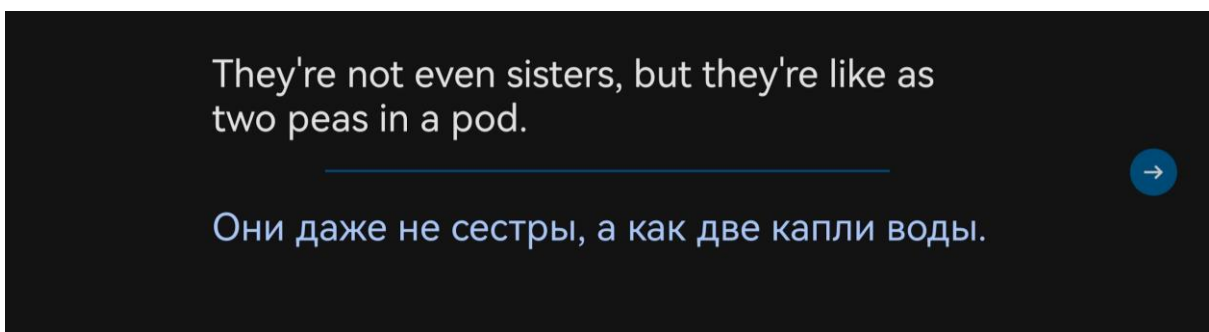 They're not even sisters, but they're like as
two peas in a pod.
Они даже не сестры, а как две капли воды.